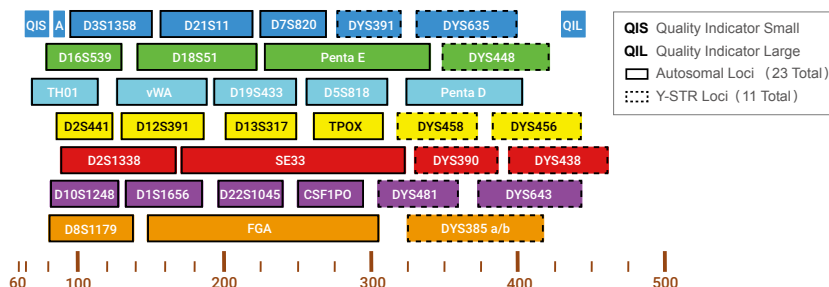 QIS A D3S1358 D21S11 D7S820 DYS391 DYS635 QIL
D16S539 D18S51 Penta E DYS448
TH01 vWA D19S433 D5S818 Penta D
D2S441 D12S391 D13S317 TPOX DYS458 DYS456
D2S1338 SE33 DYS390 DYS438
D10S1248 D1S1656 D22S1045 CSF1PO DYS481 DYS643
D8S1179 FGA DYS385 a/b
60 100 200 300 400 500
QIS Quality Indicator Small
QIL Quality Indicator Large
Autosomal Loci (23 Total)
Y-STR Loci (11 Total)